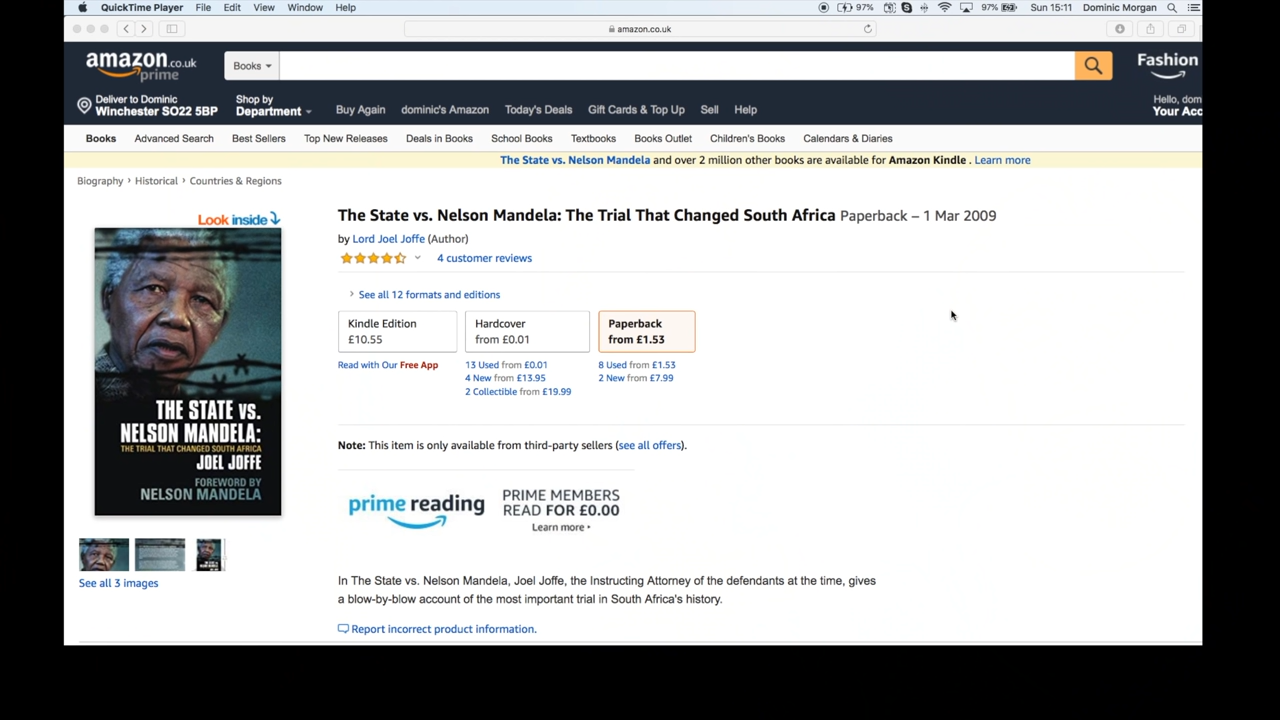 QuickTime Player File Edit View Window Help 97% 97% Sun 15:11 Dominic Morgan
amazon.co.uk
amazon.co.uk
prime
Books
Fashion
Deliver to Dominic
Winchester SO22 5BP
Shop by
Department
Buy Again dominic's Amazon Today's Deals Gift Cards & Top Up Sell Help
Hello, dom
Your Acc
Books Advanced Search Best Sellers Top New Releases Deals in Books School Books Textbooks Books Outlet Children's Books Calendars & Diaries
The State vs. Nelson Mandela and over 2 million other books are available for Amazon Kindle . Learn more
Biography › Historical › Countries & Regions
Look inside
THE STATE vs.
NELSON MANDELA:
THE TRIAL THAT CHANGED SOUTH AFRICA
JOEL JOFFE
FOREWORD BY
NELSON MANDELA
See all 3 images
The State vs. Nelson Mandela: The Trial That Changed South Africa Paperback – 1 Mar 2009
by Lord Joel Joffe (Author)
4 customer reviews
› See all 12 formats and editions
Kindle Edition
£10.55
Read with Our Free App
Hardcover
from £0.01
13 Used from £0.01
4 New from £13.95
2 Collectible from £19.99
Paperback
from £1.53
8 Used from £1.53
2 New from £7.99
Note: This item is only available from third-party sellers (see all offers).
prime reading
PRIME MEMBERS
READ FOR £0.00
Learn more ›
In The State vs. Nelson Mandela, Joel Joffe, the Instructing Attorney of the defendants at the time, gives
a blow-by-blow account of the most important trial in South Africa's history.
Report incorrect product information.